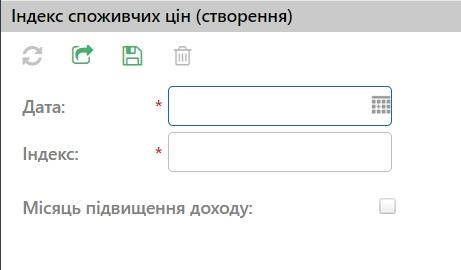 Індекс споживчих цін (створення)
Дата: *
Індекс: *
Місяць підвищення доходу: